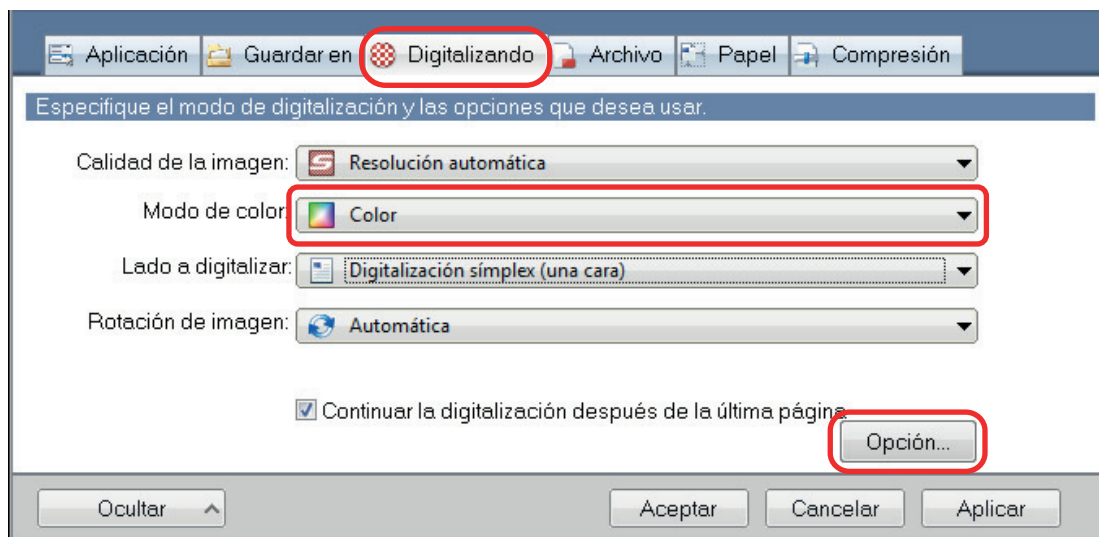 Aplicación Guardar en Digitalizando Archivo Papel Compresión
Especifique el modo de digitalización y las opciones que desea usar.
Calidad de la imagen: Resolución automática
Modo de color: Color
Lado a digitalizar: Digitalización símplex (una cara)
Rotación de imagen: Automática
Continuar la digitalización después de la última página
Opción...
Ocultar Aceptar Cancelar Aplicar